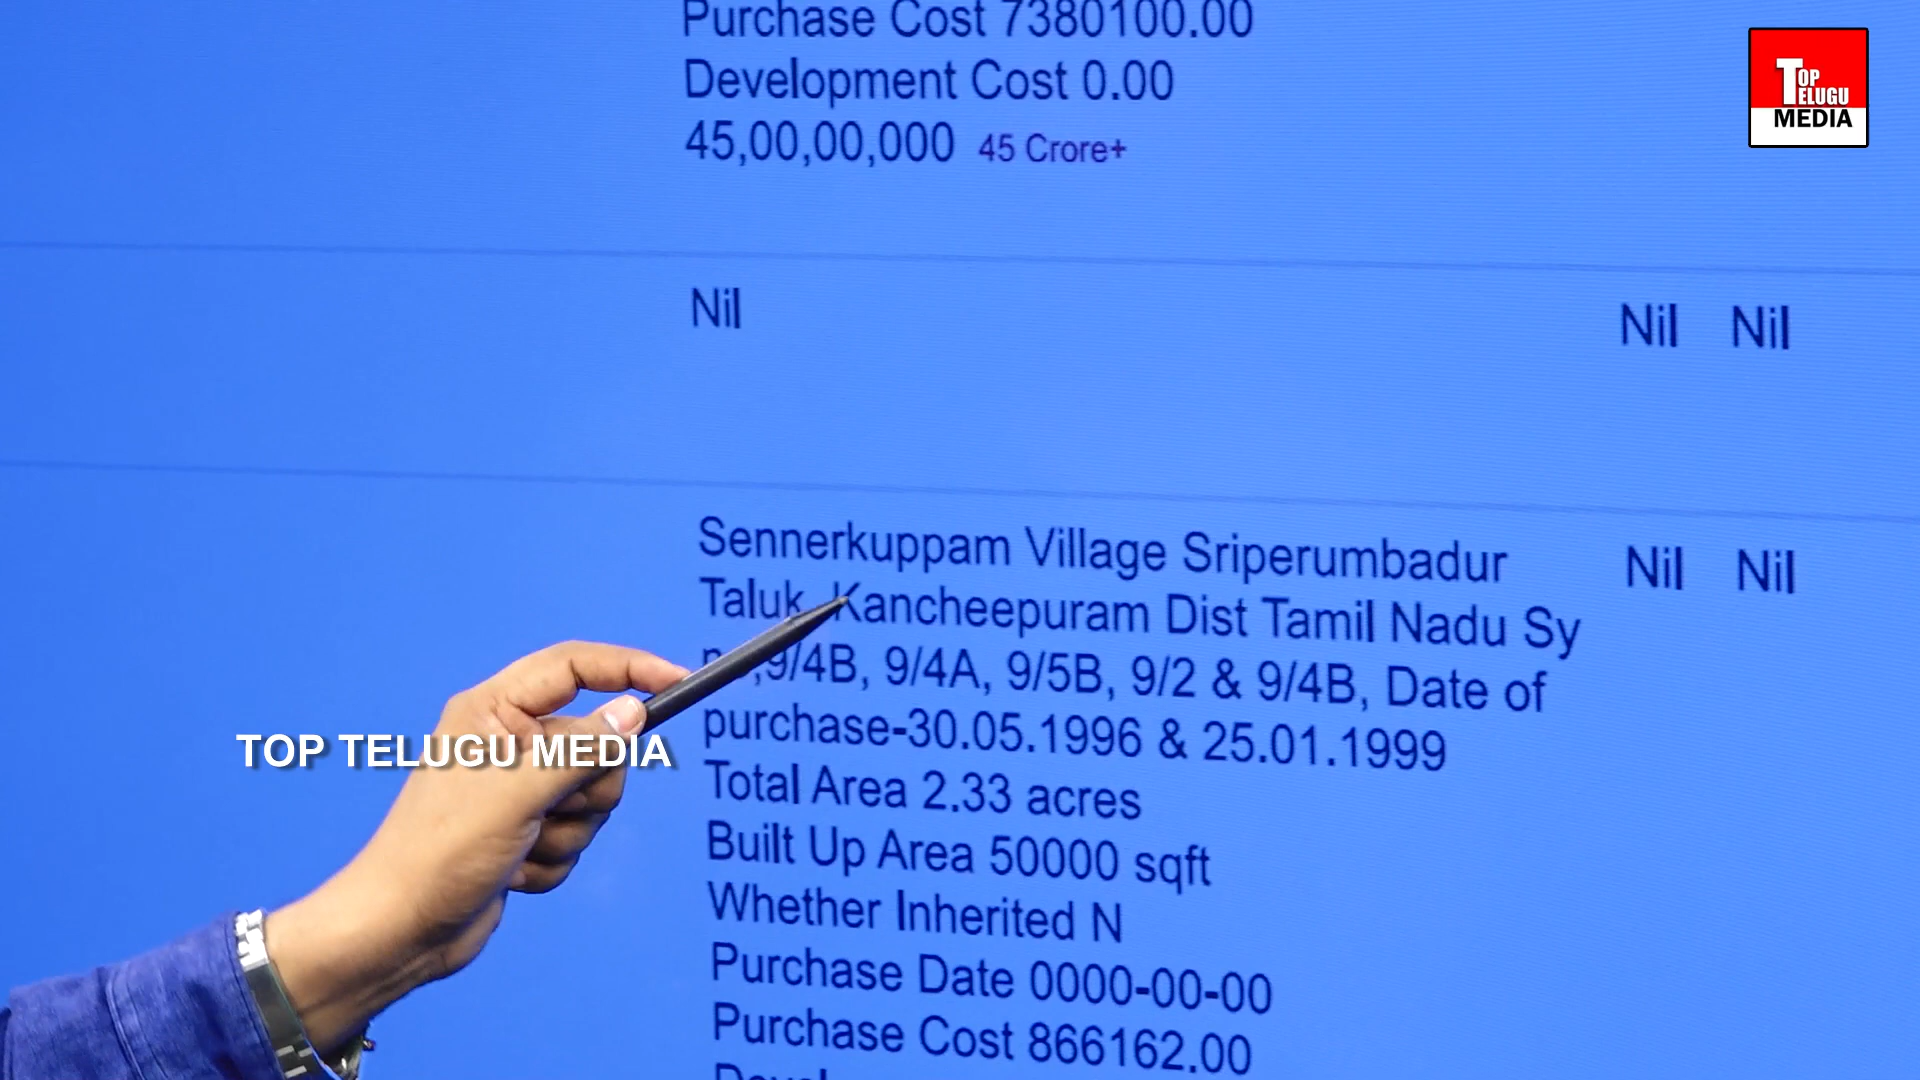 Purchase Cost 7380100.00
Development Cost 0.00
45,00,00,000 45 Crore+
TOP
TELUGU
MEDIA
Nil Nil Nil
Sennerkuppam Village Sriperumbadur Nil Nil
Taluk, Kancheepuram Dist Tamil Nadu Sy
,9/4B, 9/4A, 9/5B, 9/2 & 9/4B, Date of
purchase-30.05.1996 & 25.01.1999
TOP TELUGU MEDIA
Total Area 2.33 acres
Built Up Area 50000 sqft
Whether Inherited N
Purchase Date 0000-00-00
Purchase Cost 866162.00